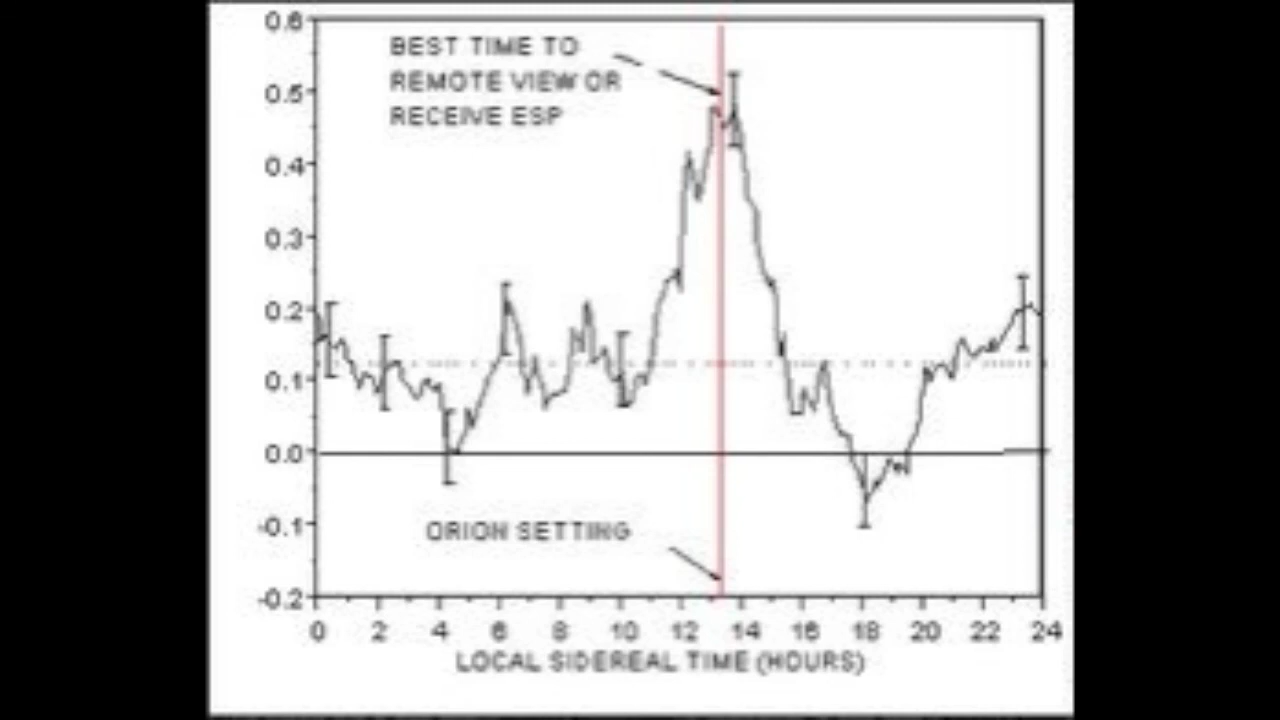 0.6
BEST TIME TO
REMOTE VIEW OR
RECEIVE ESP
0.5
0.4
0.3
0.2
0.1
0.0
-0.1
ORION SETTING
-0.2
0 2 4 6 8 10 12 14 16 18 20 22 24
LOCAL SIDEREAL TIME (HOURS)